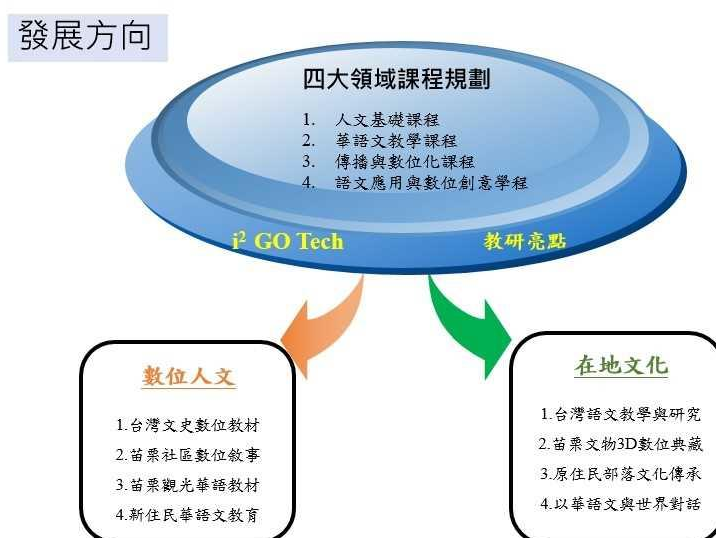 發展方向
四大領域課程規劃
1. 人文基礎課程
2. 華語文教學課程
3. 傳播與數位化課程
4. 語文應用與數位創意學程
i² GO Tech 教研亮點
數位人文
1.台灣文史數位教材
2.苗栗社區數位敘事
3.苗栗觀光華語教材
4.新住民華語文教育
在地文化
1.台灣語文教學與研究
2.苗栗文物3D數位典藏
3.原住民部落文化傳承
4.以華語文與世界對話